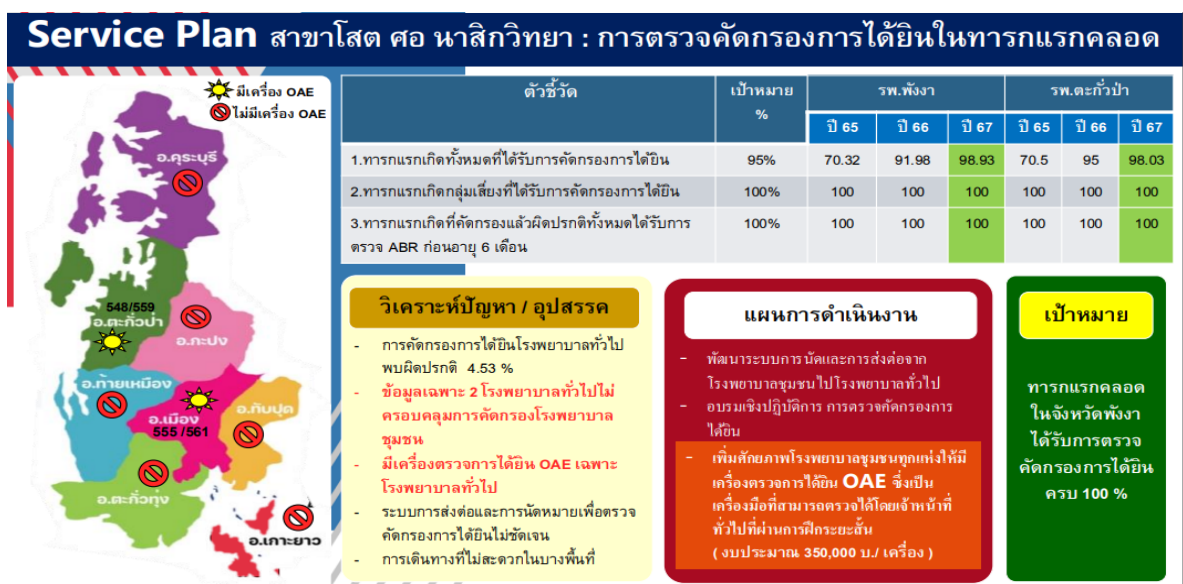 Service Plan สาขาโสต ศอ นาสิกวิทยา : การตรวจคัดกรองการได้ยินในทารกแรกคลอด
มีเครื่อง OAE
ไม่มีเครื่อง OAE
อ.คุระบุรี
548/559
อ.ตะกั่วป่า
อ.กะปง
อ.ท้ายเหมือง
อ.เมือง
555/561
อ.ทับปุด
อ.ตะกั่วทุ่ง
อ.เกาะยาว
ตัวชี้วัด เป้าหมาย % รพ.พังงา รพ.ตะกั่วป่า
ปี 65 ปี 66 ปี 67 ปี 65 ปี 66 ปี 67
1.ทารกแรกเกิดทั้งหมดที่ได้รับการคัดกรองการได้ยิน 95% 70.32 91.98 98.93 70.5 95 98.03
2.ทารกแรกเกิดกลุ่มเสี่ยงที่ได้รับการคัดกรองการได้ยิน 100% 100 100 100 100 100 100
3.ทารกแรกเกิดที่คัดกรองแล้วผิดปรกติทั้งหมดได้รับการ 100% 100 100 100 100 100 100
ตรวจ ABR ก่อนอายุ 6 เดือน
วิเคราะห์ปัญหา / อุปสรรค
- การคัดกรองการได้ยินโรงพยาบาลทั่วไป
พบผิดปรกติ 4.53 %
- ข้อมูลเฉพาะ 2 โรงพยาบาลทั่วไปไม่
ครอบคลุมการคัดกรองโรงพยาบาล
ชุมชน
- มีเครื่องตรวจการได้ยิน OAE เฉพาะ
โรงพยาบาลทั่วไป
- ระบบการส่งต่อและการนัดหมายเพื่อตรวจ
คัดกรองการได้ยินไม่ชัดเจน
- การเดินทางที่ไม่สะดวกในบางพื้นที่
แผนการดำเนินงาน
- พัฒนาระบบการนัดและการส่งต่อจาก
โรงพยาบาลชุมชนไปโรงพยาบาลทั่วไป
- อบรมเชิงปฏิบัติการ การตรวจคัดกรองการ
ได้ยิน
- เพิ่มศักยภาพโรงพยาบาลชุมชนทุกแห่งให้มี
เครื่องตรวจการได้ยิน OAE ซึ่งเป็น
เครื่องมือที่สามารถตรวจได้โดยเจ้าหน้าที่
ทั่วไปที่ผ่านการฝึกระยะสั้น
( งบประมาณ 350,000 บ./ เครื่อง )
เป้าหมาย
ทารกแรกคลอด
ในจังหวัดพังงา
ได้รับการตรวจ
คัดกรองการได้ยิน
ครบ 100 %